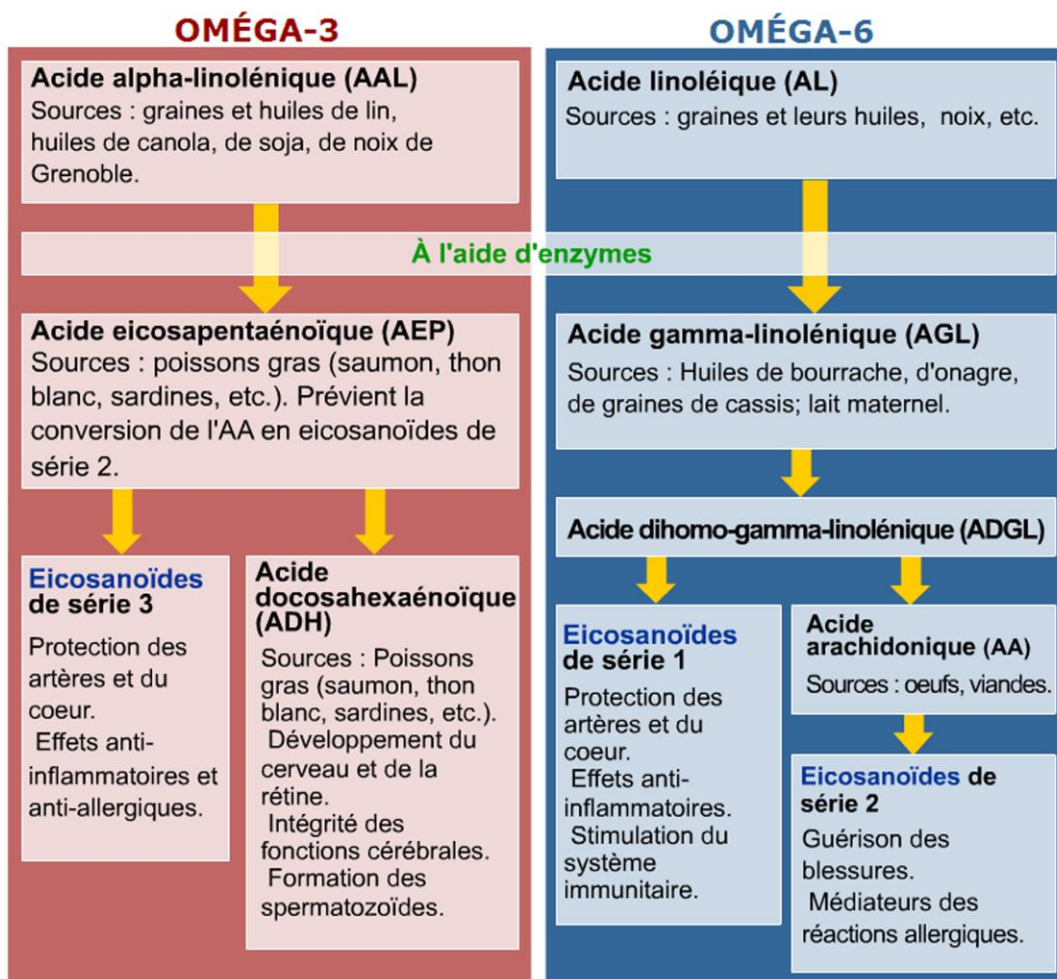 OMÉGA-3
Acide alpha-linolénique (AAL)
Sources : graines et huiles de lin,
huiles de canola, de soja, de noix de
Grenoble.
OMÉGA-6
Acide linoléique (AL)
Sources : graines et leurs huiles, noix, etc.
À l'aide d'enzymes
Acide eicosapentaénoïque (AEP)
Sources : poissons gras (saumon, thon
blanc, sardines, etc.). Prévient la
conversion de l'AA en eicosanoïdes de
série 2.
Eicosanoïdes
de série 3
Protection des
artères et du
coeur.
Effets anti-
inflammatoires et
anti-allergiques.
Acide
docosahexaénoïque
(ADH)
Sources : Poissons
gras (saumon, thon
blanc, sardines, etc.).
Développement du
cerveau et de la
rétine.
Intégrité des
fonctions cérébrales.
Formation des
spermatozoïdes.
Acide gamma-linolénique (AGL)
Sources : Huiles de bourrache, d'onagre,
de graines de cassis; lait maternel.
Acide dihomo-gamma-linolénique (ADGL)
Eicosanoïdes
de série 1
Protection des
artères et du
coeur.
Effets anti-
inflammatoires.
Stimulation du
système
immunitaire.
Acide
arachidonique (AA)
Sources : oeufs, viandes.
Eicosanoïdes de
série 2
Guérison des
blessures.
Médiateurs des
réactions allergiques.